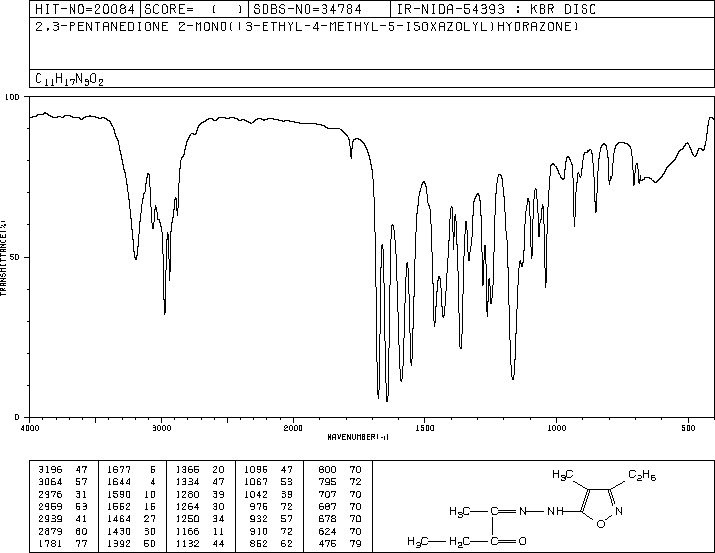 HIT-NO=20084 SCORE= ( ) SDBS-NO=34784 IR-NIDA-54393 : KBR DISC
2,3-PENTANEDIONE 2-MONO((3-ETHYL-4-METHYL-5-ISOXAZOLYL)HYDRAZONE)
C11H17N3O2
100
50
0
TRANSMITTANCE(%)
4000 3000 2000 1500 1000 500
WAVENUMBER(-1)
3196 47 1677 6 1366 20 1096 47 800 70
3064 57 1644 4 1334 47 1067 53 795 72
2976 31 1590 10 1280 39 1042 39 707 70
2959 53 1552 15 1264 30 976 72 687 70
2939 41 1464 27 1250 34 932 57 678 70
2879 60 1430 30 1166 11 910 72 624 70
1781 77 1392 50 1132 44 852 62 475 79
H3C C2H5
H3C N NH O N
H3C H2C C O